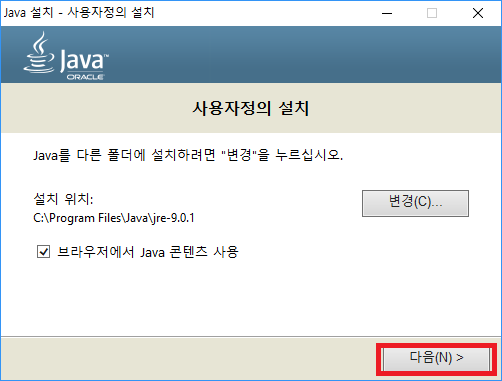 Java 설치 - 사용자정의 설치
Java™
ORACLE
사용자정의 설치
Java를 다른 폴더에 설치하려면 "변경"을 누르십시오.
설치 위치:
변경(C)...
C:\Program Files\Java\jre-9.0.1
브라우저에서 Java 콘텐츠 사용
다음(N) >